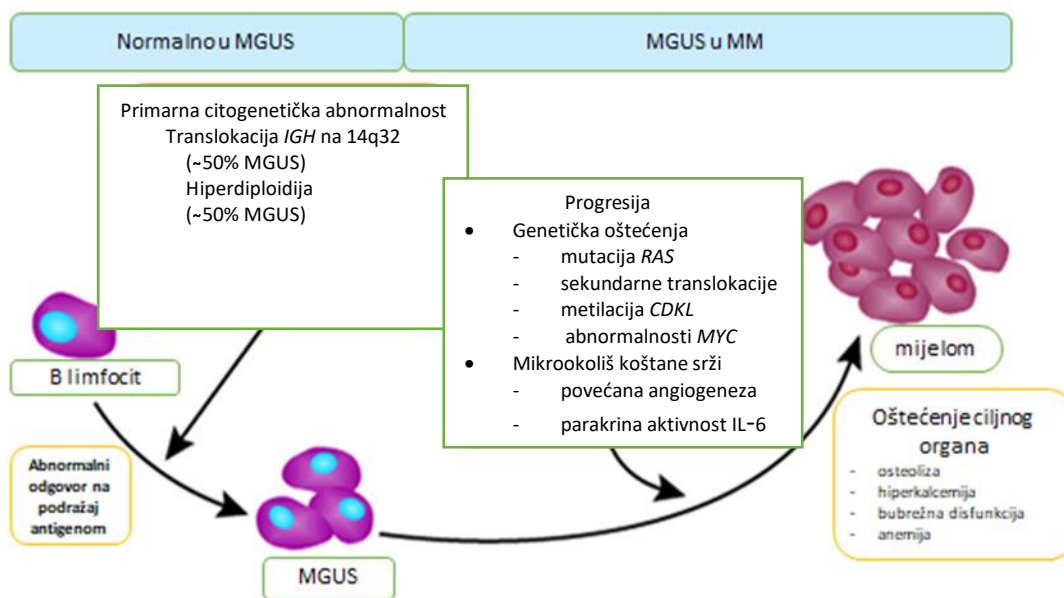 Normalno u MGUS
MGUS u MM
Primarna citogenetička abnormalnost
Translokacija IGH na 14q32
(~50% MGUS)
Hiperdiploidija
(~50% MGUS)
Progresija
• Genetička oštećenja
- mutacija RAS
- sekundarne translokacije
- metilacija CDKL
- abnormalnosti MYC
• Mikrookoliš koštane srži
- povećana angiogeneza
- parakrina aktivnost IL-6
B limfocit
Abnormalni
odgovor na
podražaj
antigenom
MGUS
mijelom
Oštećenje ciljnog
organa
- osteoliza
- hiperkalcemija
- bubrežna disfunkcija
- anemija